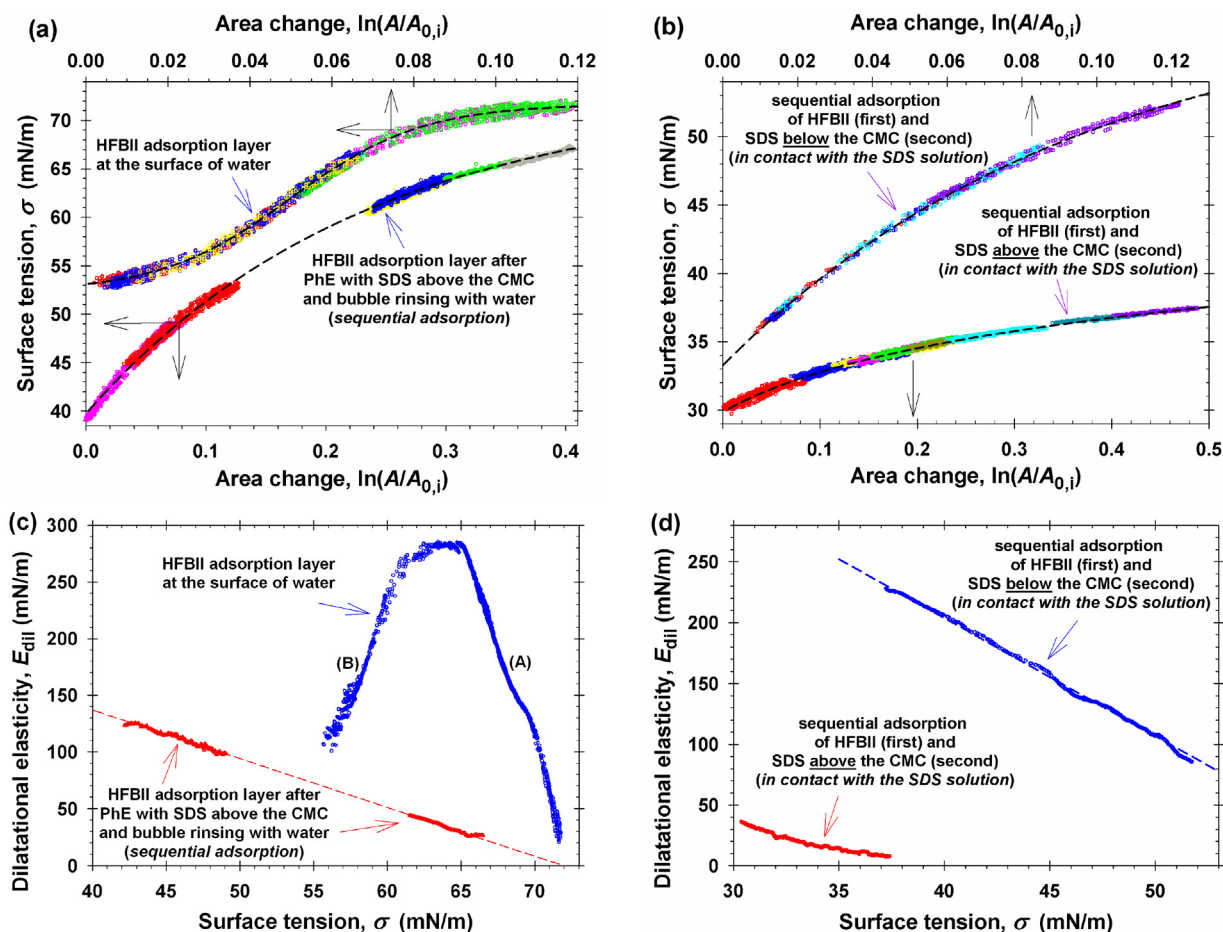 (a)
Area change, ln(A/A0,i)
0.00 0.02 0.04 0.06 0.08 0.10 0.12
Surface tension, σ (mN/m)
70
65
60
55
50
45
40
HFBII adsorption layer
at the surface of water
HFBII adsorption layer after
PhE with SDS above the CMC
and bubble rinsing with water
(sequential adsorption)
0.0 0.1 0.2 0.3 0.4
Area change, ln(A/A0,i)
(b)
Area change, ln(A/A0,i)
0.00 0.02 0.04 0.06 0.08 0.10 0.12
Surface tension, σ (mN/m)
50
45
40
35
30
sequential adsorption
of HFBII (first) and
SDS below the CMC (second)
(in contact with the SDS solution)
sequential adsorption
of HFBII (first) and
SDS above the CMC (second)
(in contact with the SDS solution)
0.0 0.1 0.2 0.3 0.4 0.5
Area change, ln(A/A0,i)
(c)
Dilatational elasticity, Edil (mN/m)
300
250
200
150
100
50
0
HFBII adsorption layer
at the surface of water
(B)
(A)
HFBII adsorption layer after
PhE with SDS above the CMC
and bubble rinsing with water
(sequential adsorption)
40 45 50 55 60 65 70
Surface tension, σ (mN/m)
(d)
Dilatational elasticity, Edil (mN/m)
250
200
150
100
50
0
sequential adsorption
of HFBII (first) and
SDS below the CMC (second)
(in contact with the SDS solution)
sequential adsorption
of HFBII (first) and
SDS above the CMC (second)
(in contact with the SDS solution)
30 35 40 45 50
Surface tension, σ (mN/m)